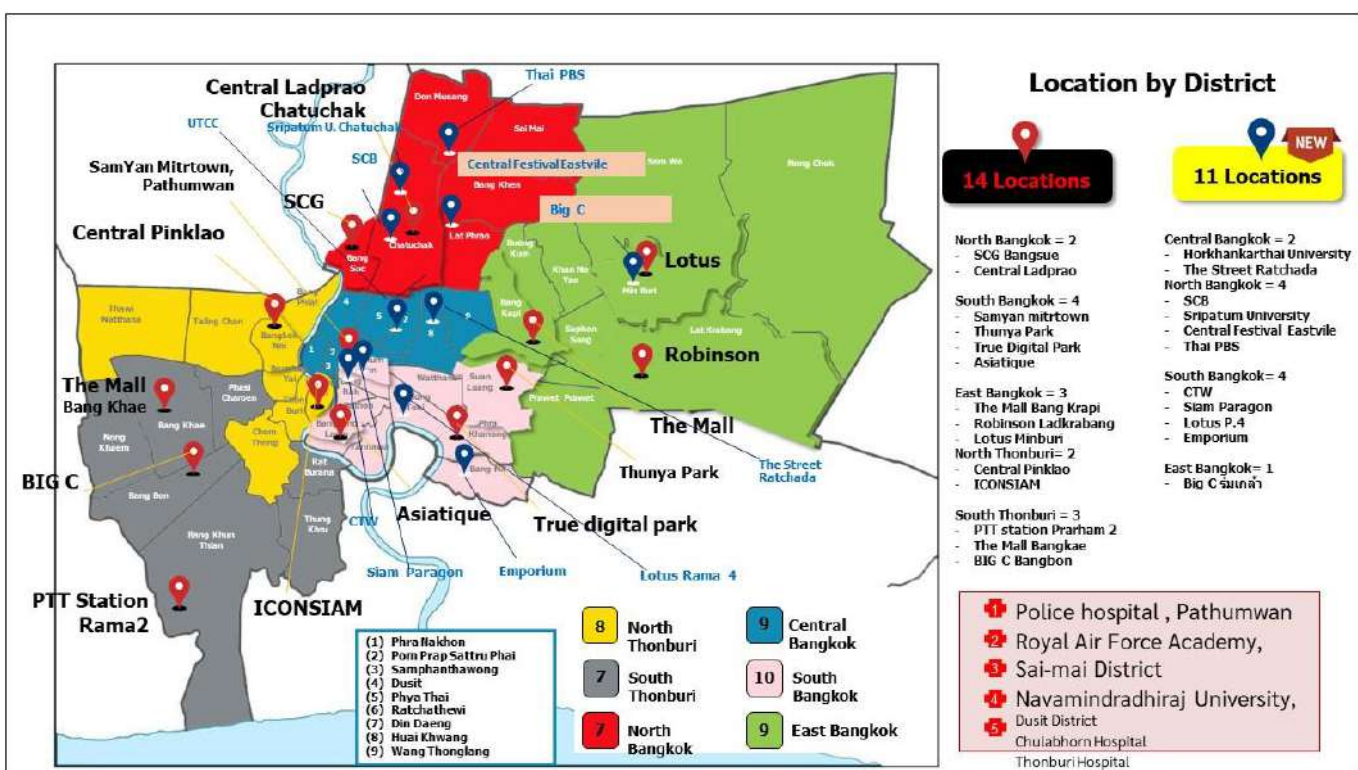 Central Ladprao
Chatuchak
Sripatum U. Chatuchak
Thai PBS
UTCC
SCB
SamYan Mitrtown,
Pathumwan
SCG
Central Pinklao
Central Festival Eastvile
Big C
Don Mueang
Sai Mai
Bang Khen
Lat Phrao
Chatuchak
Bang Sue
Nong Chok
Khan Na Yao
Min Buri
Bang Kapi
Saphan Sung
Lat Krabang
Lotus
Robinson
Thawi Watthana
Taling Chan
Bangkok Noi
Bang Phlat
The Mall
Bang Khae
Phasi Charoen
Bang Khae
Nong Khaem
Chom Thong
Rat Burana
Suan Luang
Watthana
Phra Khanong
Bang Na
Prawet
BIG C
Bang Bon
Bang Khun Thian
Thung Khru
The Mall
Thunya Park
The Street
Ratchada
Asiatique
True digital park
CTW
Siam Paragon
Emporium
Lotus Rama 4
PTT Station
Rama2
ICONSIAM
(1) Phra Nakhon
(2) Pom Prap Sattru Phai
(3) Samphanthawong
(4) Dusit
(5) Phya Thai
(6) Ratchathewi
(7) Din Daeng
(8) Huai Khwang
(9) Wang Thonglang
8 North Thonburi
9 Central Bangkok
7 South Thonburi
10 South Bangkok
7 North Bangkok
9 East Bangkok
Location by District
14 Locations
NEW
11 Locations
North Bangkok = 2
- SCG Bangsue
- Central Ladprao
South Bangkok = 4
- Samyan mitrtown
- Thunya Park
- True Digital Park
- Asiatique
East Bangkok = 3
- The Mall Bang Krapi
- Robinson Ladkrabang
- Lotus Minburi
North Thonburi= 2
- Central Pinklao
- ICONSIAM
South Thonburi = 3
- PTT station Prarham 2
- The Mall Bangkae
- BIG C Bangbon
Central Bangkok = 2
- Horkhankarthai University
- The Street Ratchada
North Bangkok = 4
- SCB
- Sripatum University
- Central Festival Eastvile
- Thai PBS
South Bangkok= 4
- CTW
- Siam Paragon
- Lotus P.4
- Emporium
East Bangkok= 1
- Big C ร่มเกล้า
1 Police hospital , Pathumwan
2 Royal Air Force Academy,
3 Sai-mai District
4 Navamindradhiraj University,
5 Dusit District
Chulabhorn Hospital
Thonburi Hospital